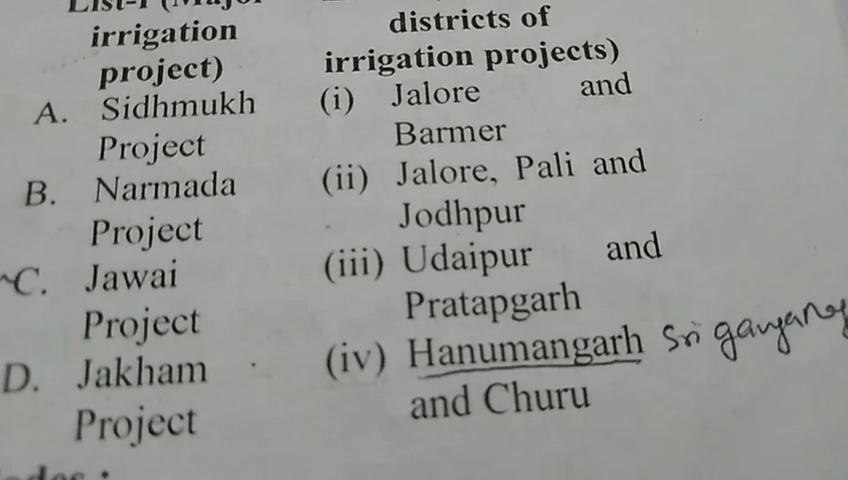 irrigation
project)
districts of
irrigation projects)
A. Sidhmukh
Project
(i) Jalore and
Barmer
B. Narmada
Project
(ii) Jalore, Pali and
Jodhpur
C. Jawai
Project
(iii) Udaipur and
Pratapgarh
D. Jakham
Project
(iv) Hanumangarh Sri
and Churu